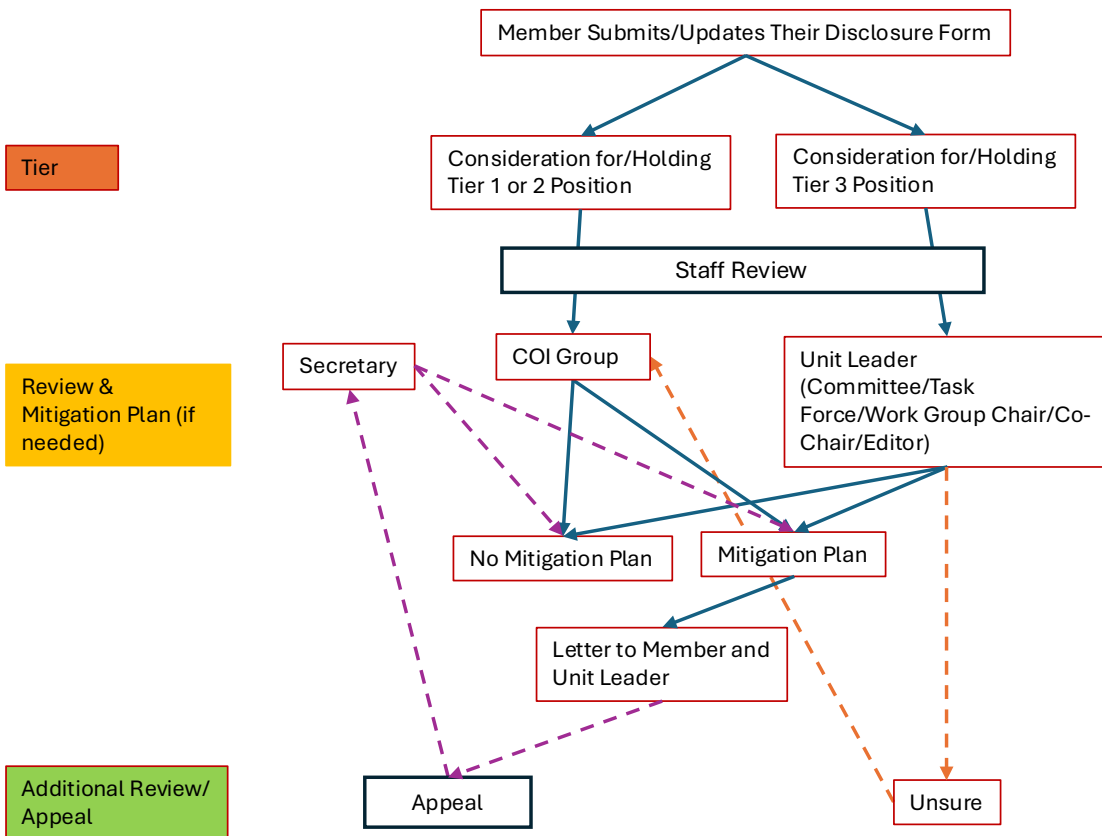 Member Submits/Updates Their Disclosure Form
Tier
Consideration for/Holding
Tier 1 or 2 Position
Consideration for/Holding
Tier 3 Position
Staff Review
Review &
Mitigation Plan (if
needed)
Secretary
COI Group
Unit Leader
(Committee/Task
Force/Work Group Chair/Co-
Chair/Editor)
No Mitigation Plan
Mitigation Plan
Letter to Member and
Unit Leader
Additional Review/
Appeal
Appeal
Unsure